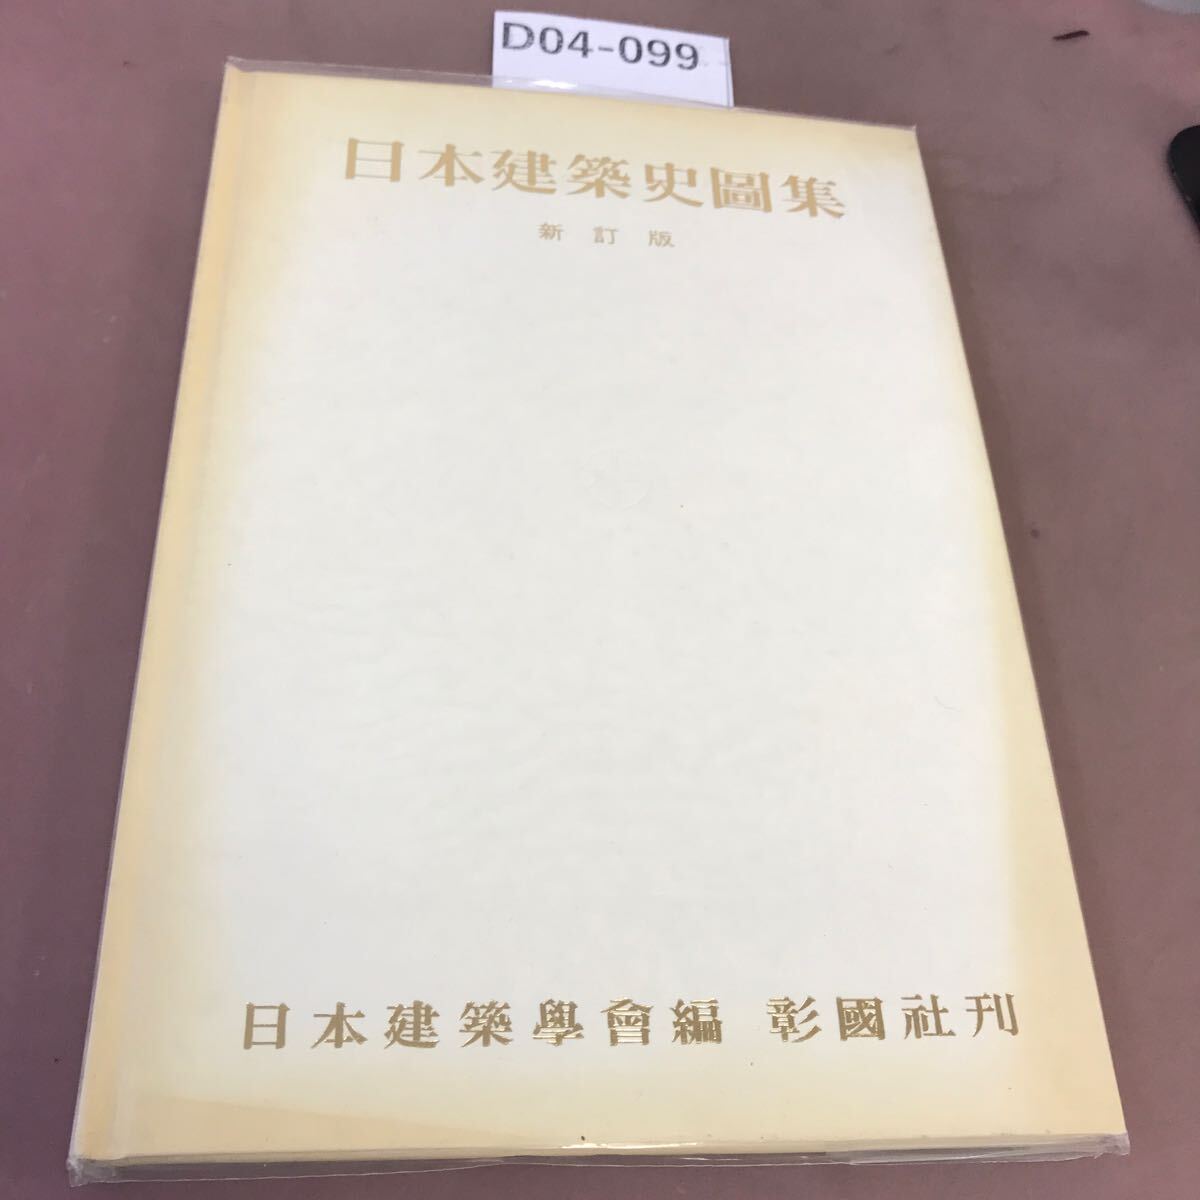 D04-099
日本建築史圖集
新訂版
日本建築學會編 彰國社刊